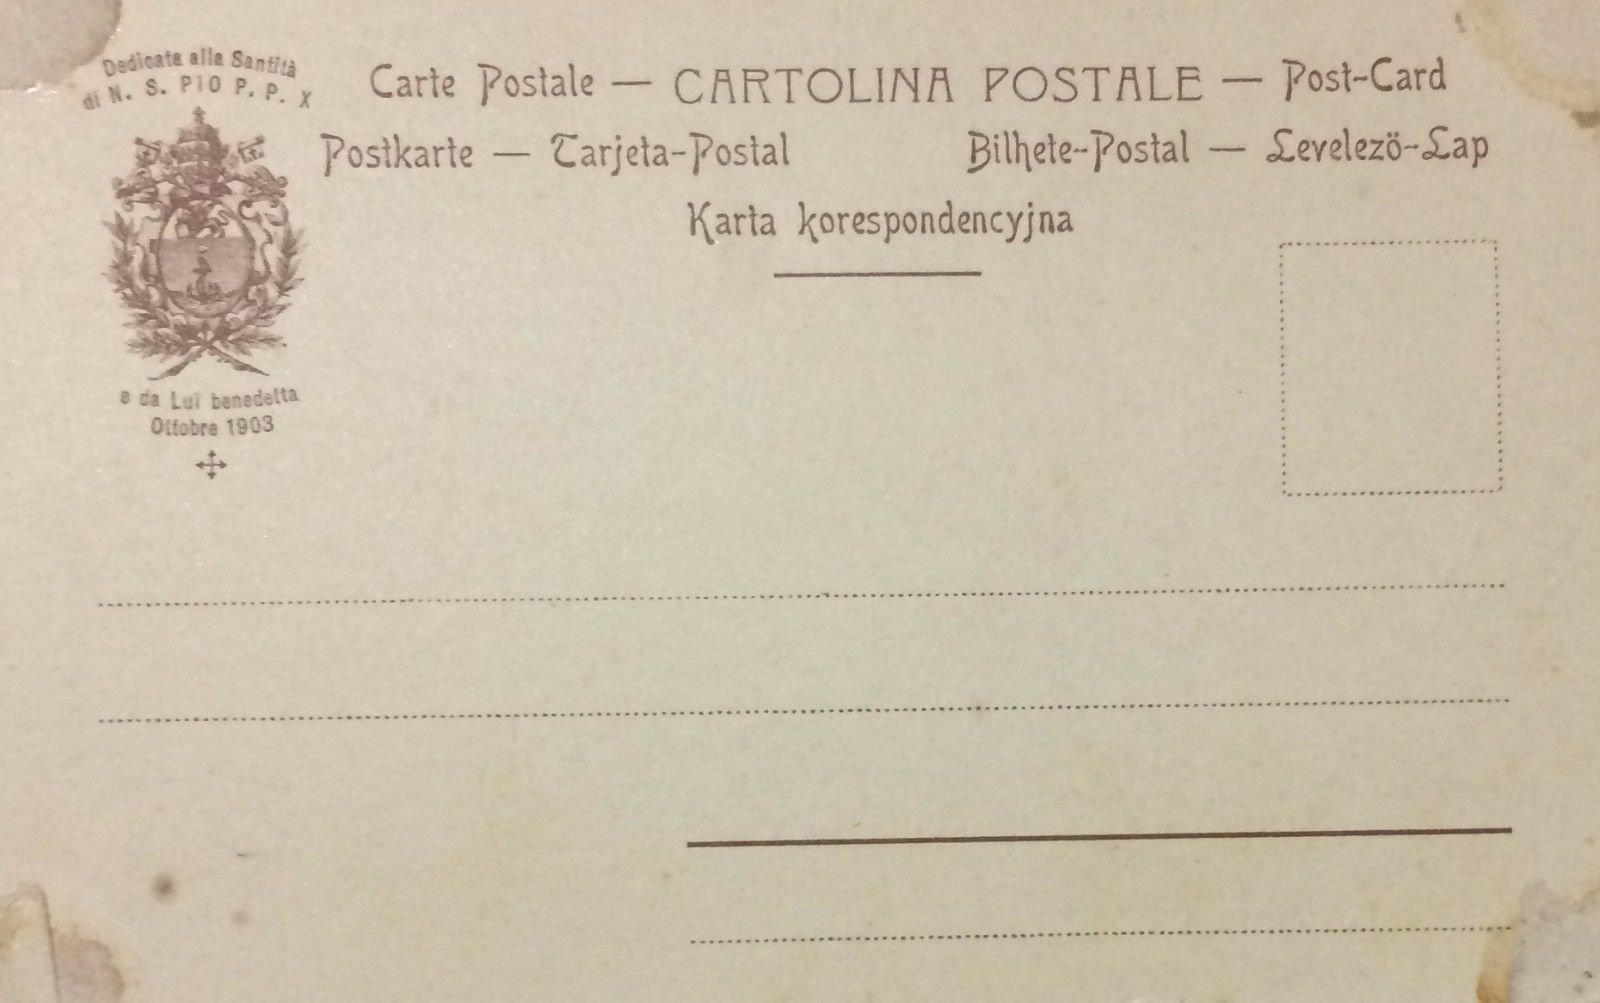 Dedicata alla Santità
di N. S. PIO P. P. X
Carte Postale — CARTOLINA POSTALE — Post-Card
Postkarte — Tarjeta-Postal Bilhete-Postal — Levelezö-Lap
Karta korespondencyjna
e da Lui benedetta
Ottobre 1903